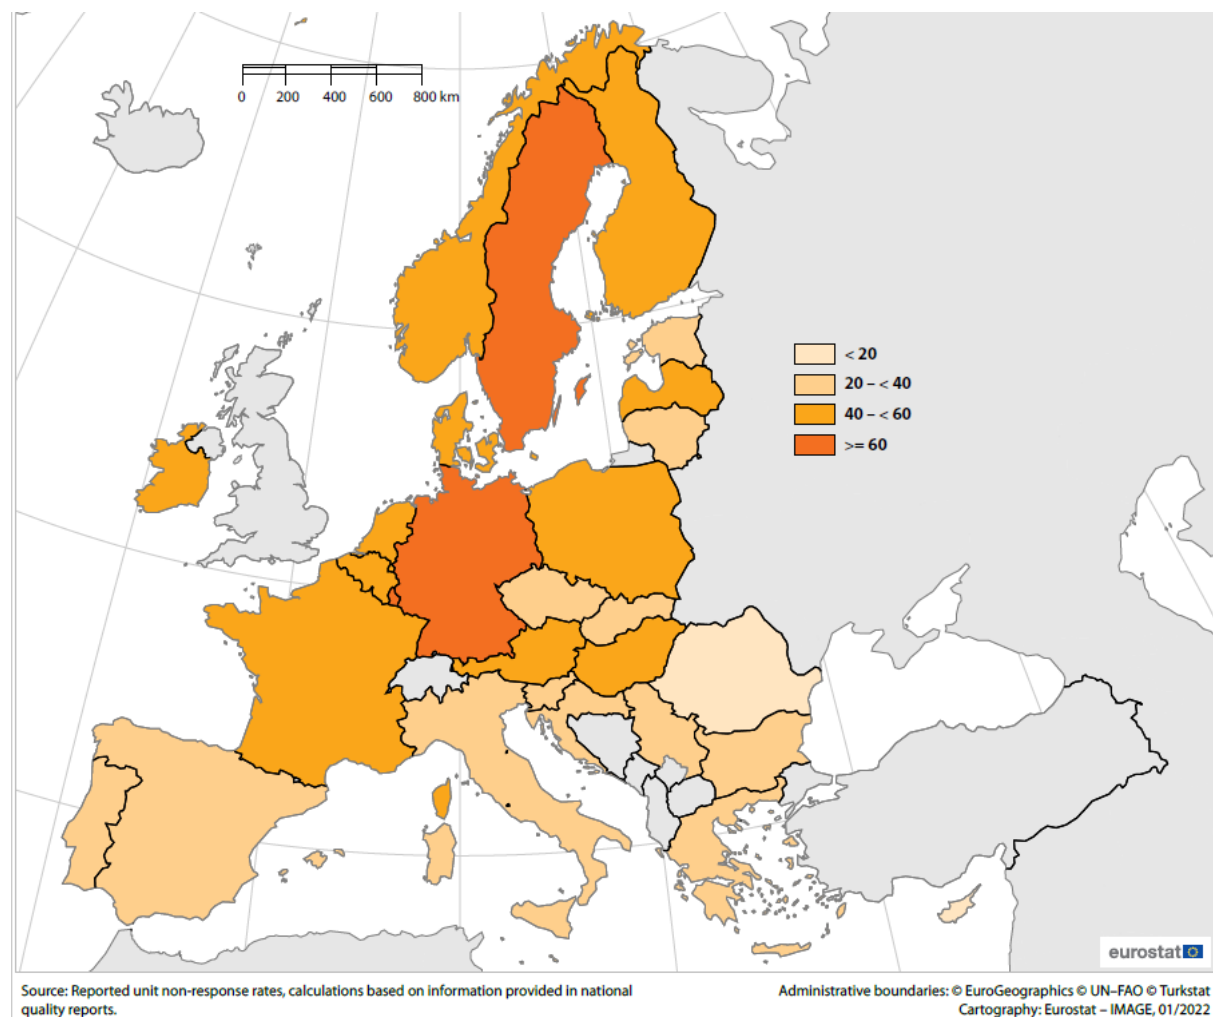 0 200 400 600 800 km
< 20
20 – < 40
40 – < 60
>= 60
eurostat
Source: Reported unit non-response rates, calculations based on information provided in national
quality reports.
Administrative boundaries: © EuroGeographics © UN–FAO © Turkstat
Cartography: Eurostat – IMAGE, 01/2022